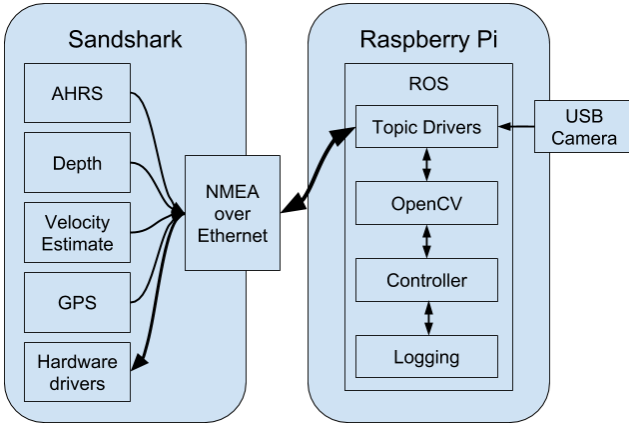 Sandshark
AHRS
Depth
Velocity
Estimate
GPS
Hardware
drivers
NMEA
over
Ethernet
Raspberry Pi
ROS
Topic Drivers
OpenCV
Controller
Logging
USB
Camera